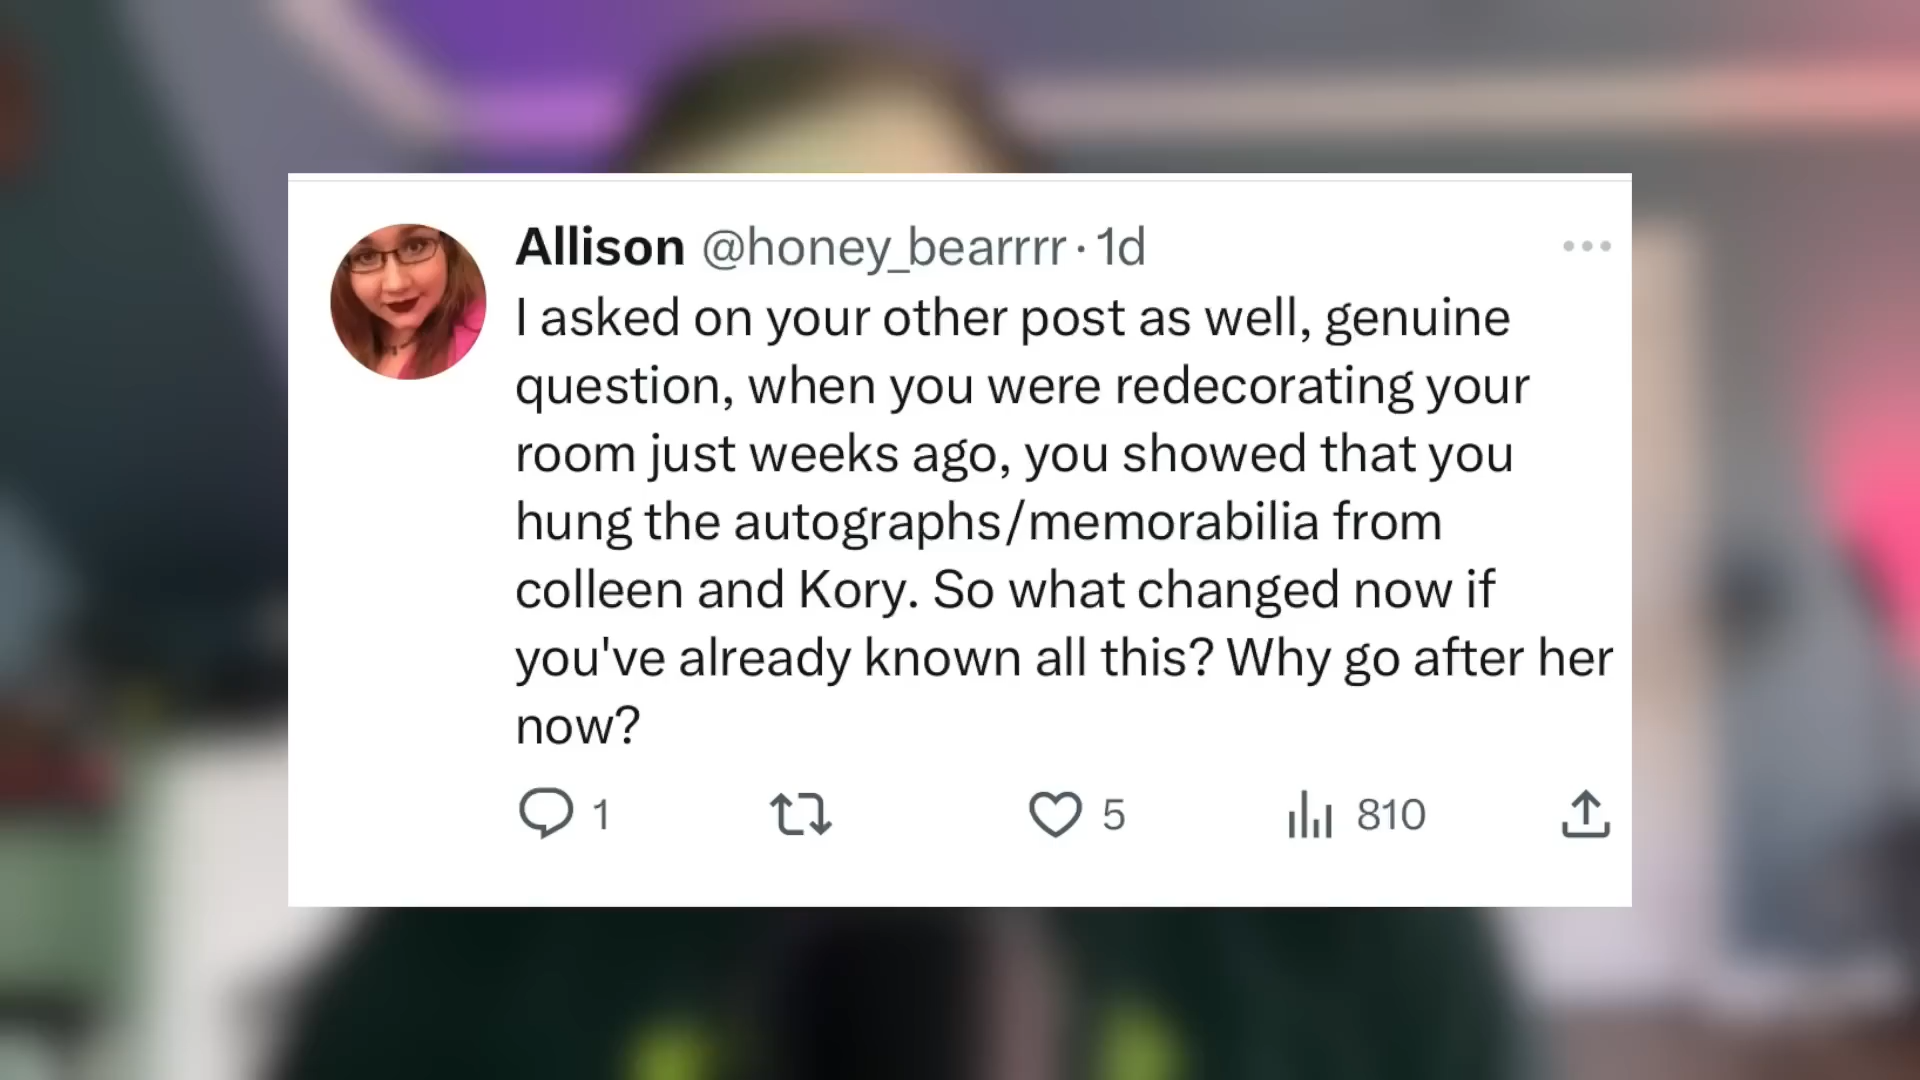 Allison @honey_bearrrr · 1d
I asked on your other post as well, genuine
question, when you were redecorating your
room just weeks ago, you showed that you
hung the autographs/memorabilia from
colleen and Kory. So what changed now if
you've already known all this? Why go after her
now?
1 5 810